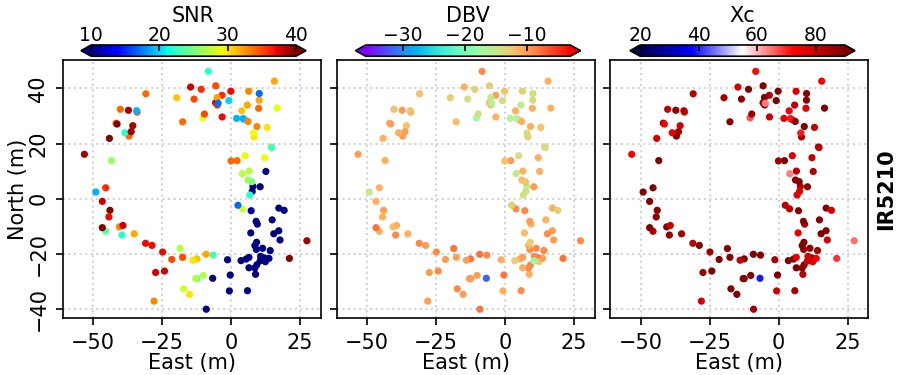 SNR DBV Xc
10 20 30 40 −30 −20 −10 20 40 60 80
40
20
0
−20
−40
North (m)
IR5210
−50 −25 0 25 −50 −25 0 25 −50 −25 0 25
East (m) East (m) East (m)